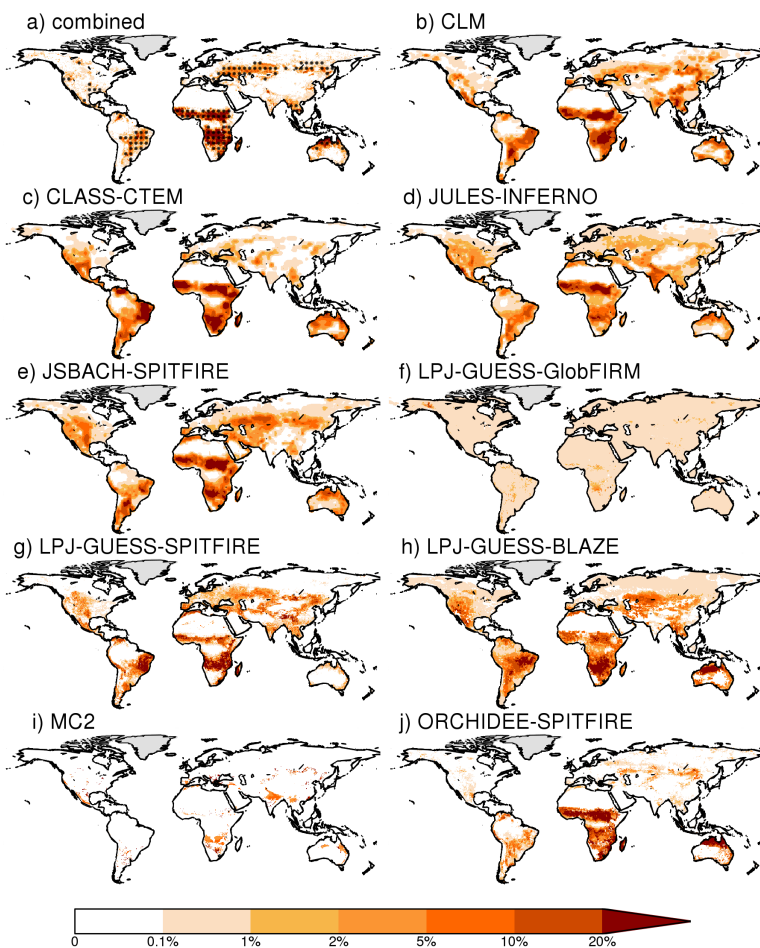 a) combined
b) CLM
c) CLASS-CTEM
d) JULES-INFERNO
e) JSBACH-SPITFIRE
f) LPJ-GUESS-GlobFIRM
g) LPJ-GUESS-SPITFIRE
h) LPJ-GUESS-BLAZE
i) MC2
j) ORCHIDEE-SPITFIRE
0 0.1% 1% 2% 5% 10% 20%